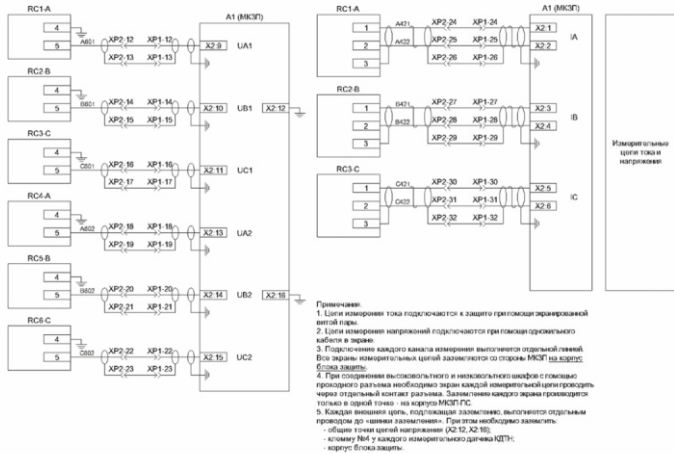 RC1-A
A1 (МКЗП)
4
5
A601
XP2-12
XP1-12
XP2-13
XP1-13
X2:9
UA1
RC2-B
4
5
B601
XP2-14
XP1-14
XP2-15
XP1-15
X2:10
UB1
X2:12
RC3-C
4
5
C601
XP2-16
XP1-16
XP2-17
XP1-17
X2:11
UC1
RC4-A
4
5
A602
XP2-18
XP1-18
XP2-19
XP1-19
X2:13
UA2
RC5-B
4
5
B602
XP2-20
XP1-20
XP2-21
XP1-21
X2:14
UB2
X2:16
RC6-C
4
5
C602
XP2-22
XP1-22
XP2-23
XP1-23
X2:15
UC2
RC1-A
A1 (МКЗП)
1
2
3
A421
A422
XP2-24
XP1-24
XP2-25
XP1-25
XP2-26
XP1-26
X2:1
X2:2
IA
RC2-B
1
2
3
B421
B422
XP2-27
XP1-27
XP2-28
XP1-28
XP2-29
XP1-29
X2:3
X2:4
IB
RC3-C
1
2
3
C421
C422
XP2-30
XP1-30
XP2-31
XP1-31
XP2-32
XP1-32
X2:5
X2:6
IC
Измерительные
цепи тока и
напряжения
Примечания.
1. Цепи измерения тока подключаются к защите при помощи экранированной
витой пары.
2. Цепи измерения напряжений подключаются при помощи одножильного
кабеля в экране.
3. Подключение каждого канала измерения выполняется отдельной линией.
Все экраны измерительных цепей заземляются со стороны МКЗП на корпус
блока защиты.
4. При соединении высоковольтного и низковольтного шкафов с помощью
проходного разъема необходимо экран каждой измерительной цепи проводить
через отдельный контакт разъема. Заземление каждого экрана производится
только в одной точке - на корпусе МКЗП-ПС.
5. Каждая внешняя цепь, подлежащая заземлению, выполняется отдельным
проводом до «шинки заземления». При этом необходимо заземлить:
- общие точки цепей напряжения (X2:12, X2:16);
- клемму №4 у каждого измерительного датчика КДТН;
- корпус блока защиты.